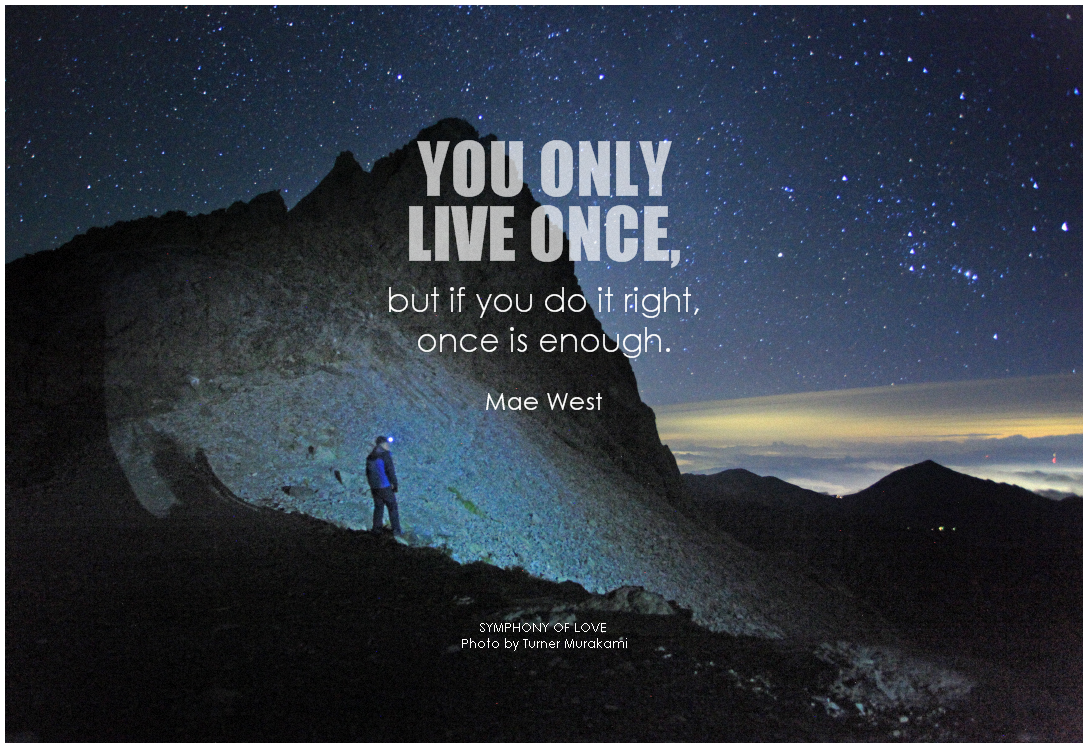 YOU ONLY
LIVE ONCE,
but if you do it right,
once is enough.
Mae West
SYMPHONY OF LOVE
Photo by Turner Murakami